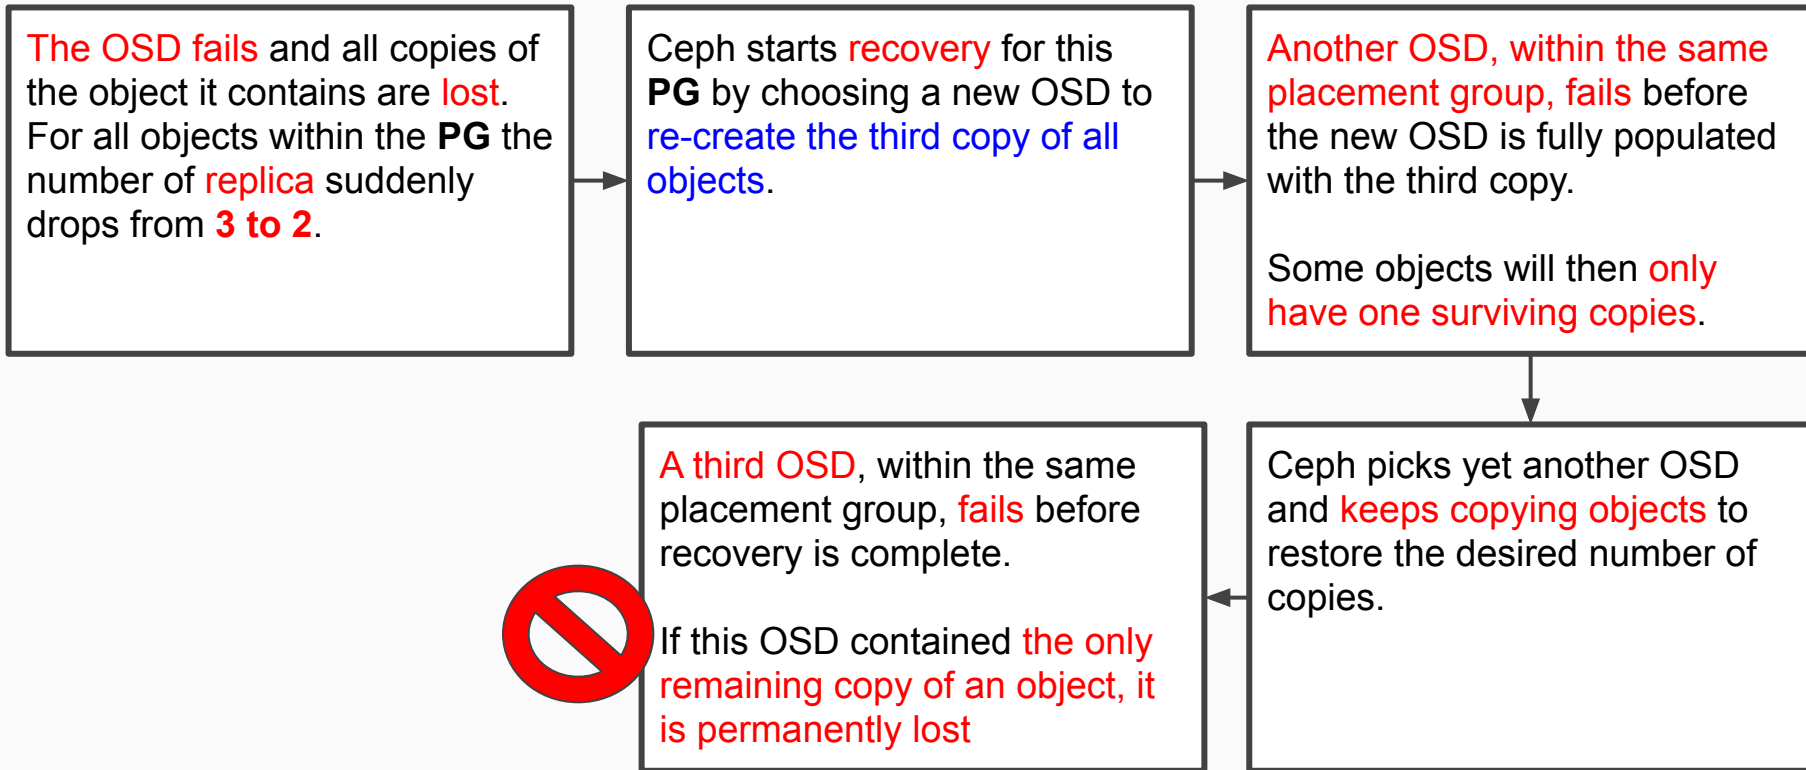 The OSD fails and all copies of
the object it contains are lost.
For all objects within the PG the
number of replica suddenly
drops from 3 to 2.
Ceph starts recovery for this
PG by choosing a new OSD to
re-create the third copy of all
objects.
Another OSD, within the same
placement group, fails before
the new OSD is fully populated
with the third copy.
Some objects will then only
have one surviving copies.
Ceph picks yet another OSD
and keeps copying objects to
restore the desired number of
copies.
A third OSD, within the same
placement group, fails before
recovery is complete.
If this OSD contained the only
remaining copy of an object, it
is permanently lost